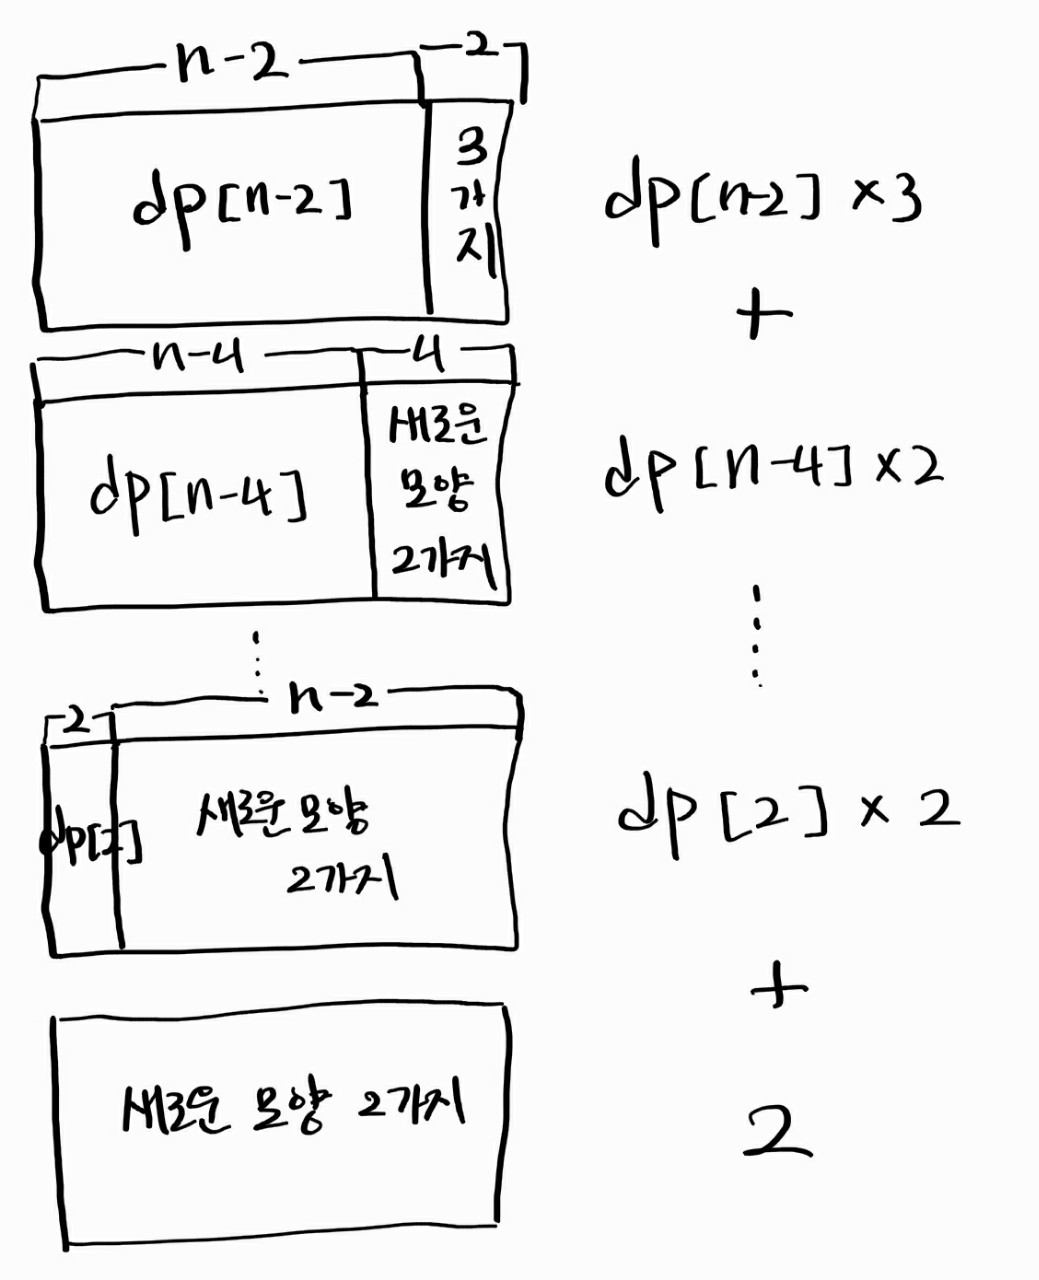 n-2 2
dp[n-2]
3
가
지
dp[n-2] ×3
+
n-4 4
dp[n-4]
새로운
모양
2가지
dp[n-4] ×2
2 n-2
dp[2]
새로운 모양
2가지
dp[2] × 2
+
새로운 모양 2가지
2